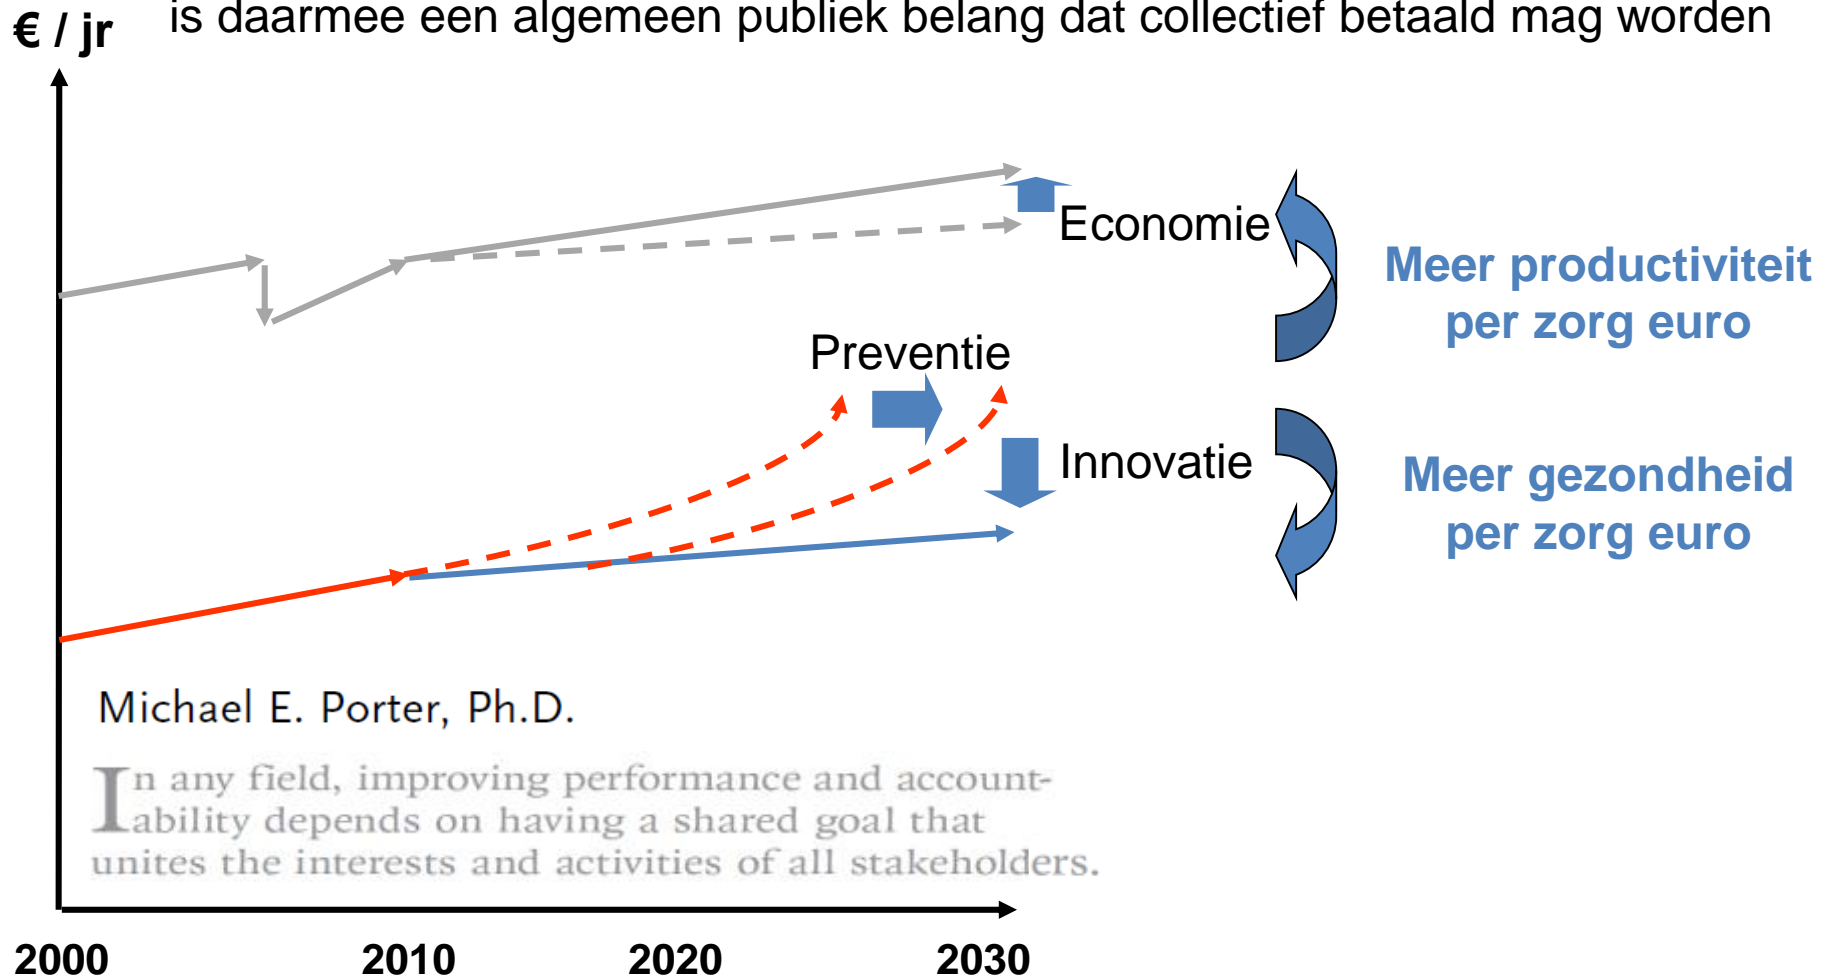 is daarmee een algemeen publiek belang dat collectief betaald mag worden
€ / jr
Economie
Meer productiviteit
per zorg euro
Preventie
Innovatie
Meer gezondheid
per zorg euro
Michael E. Porter, Ph.D.
In any field, improving performance and account-
ability depends on having a shared goal that
unites the interests and activities of all stakeholders.
2000 2010 2020 2030